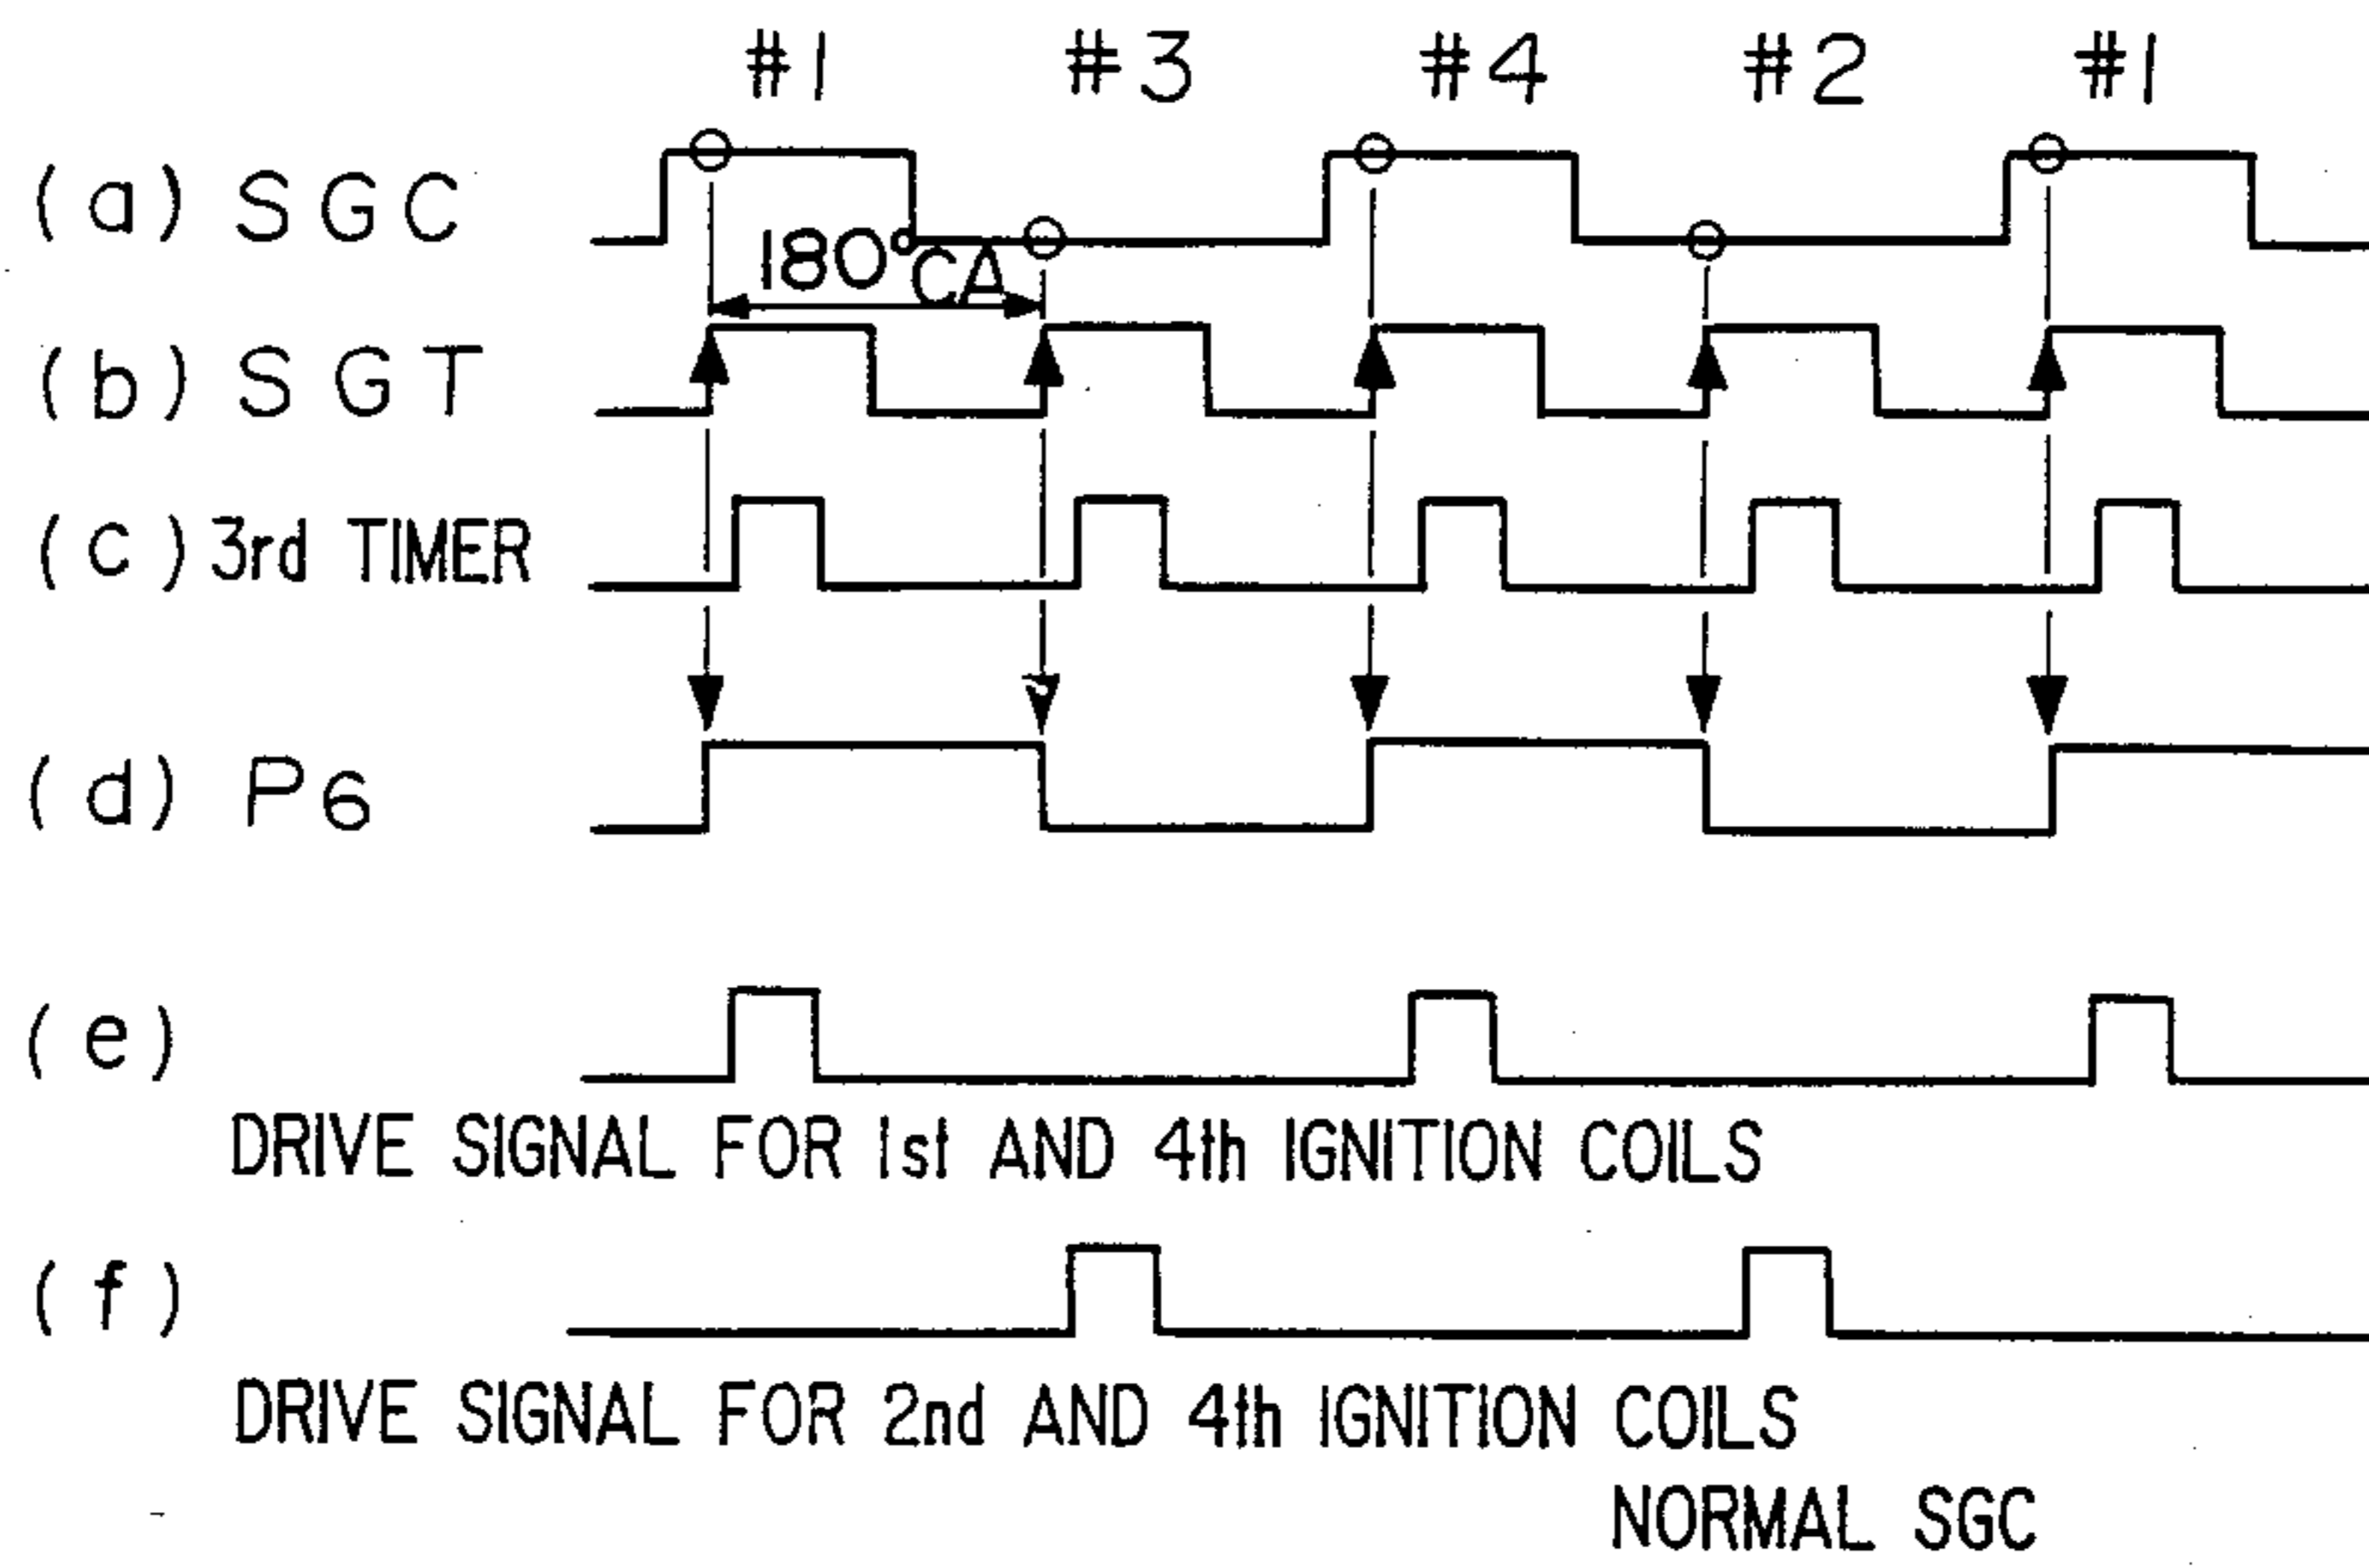 #1 #3 #4 #2 #1
(a) SGC
180°CA
(b) SGT
(c) 3rd TIMER
(d) P6
(e)
DRIVE SIGNAL FOR 1st AND 4th IGNITION COILS
(f)
DRIVE SIGNAL FOR 2nd AND 4th IGNITION COILS
NORMAL SGC